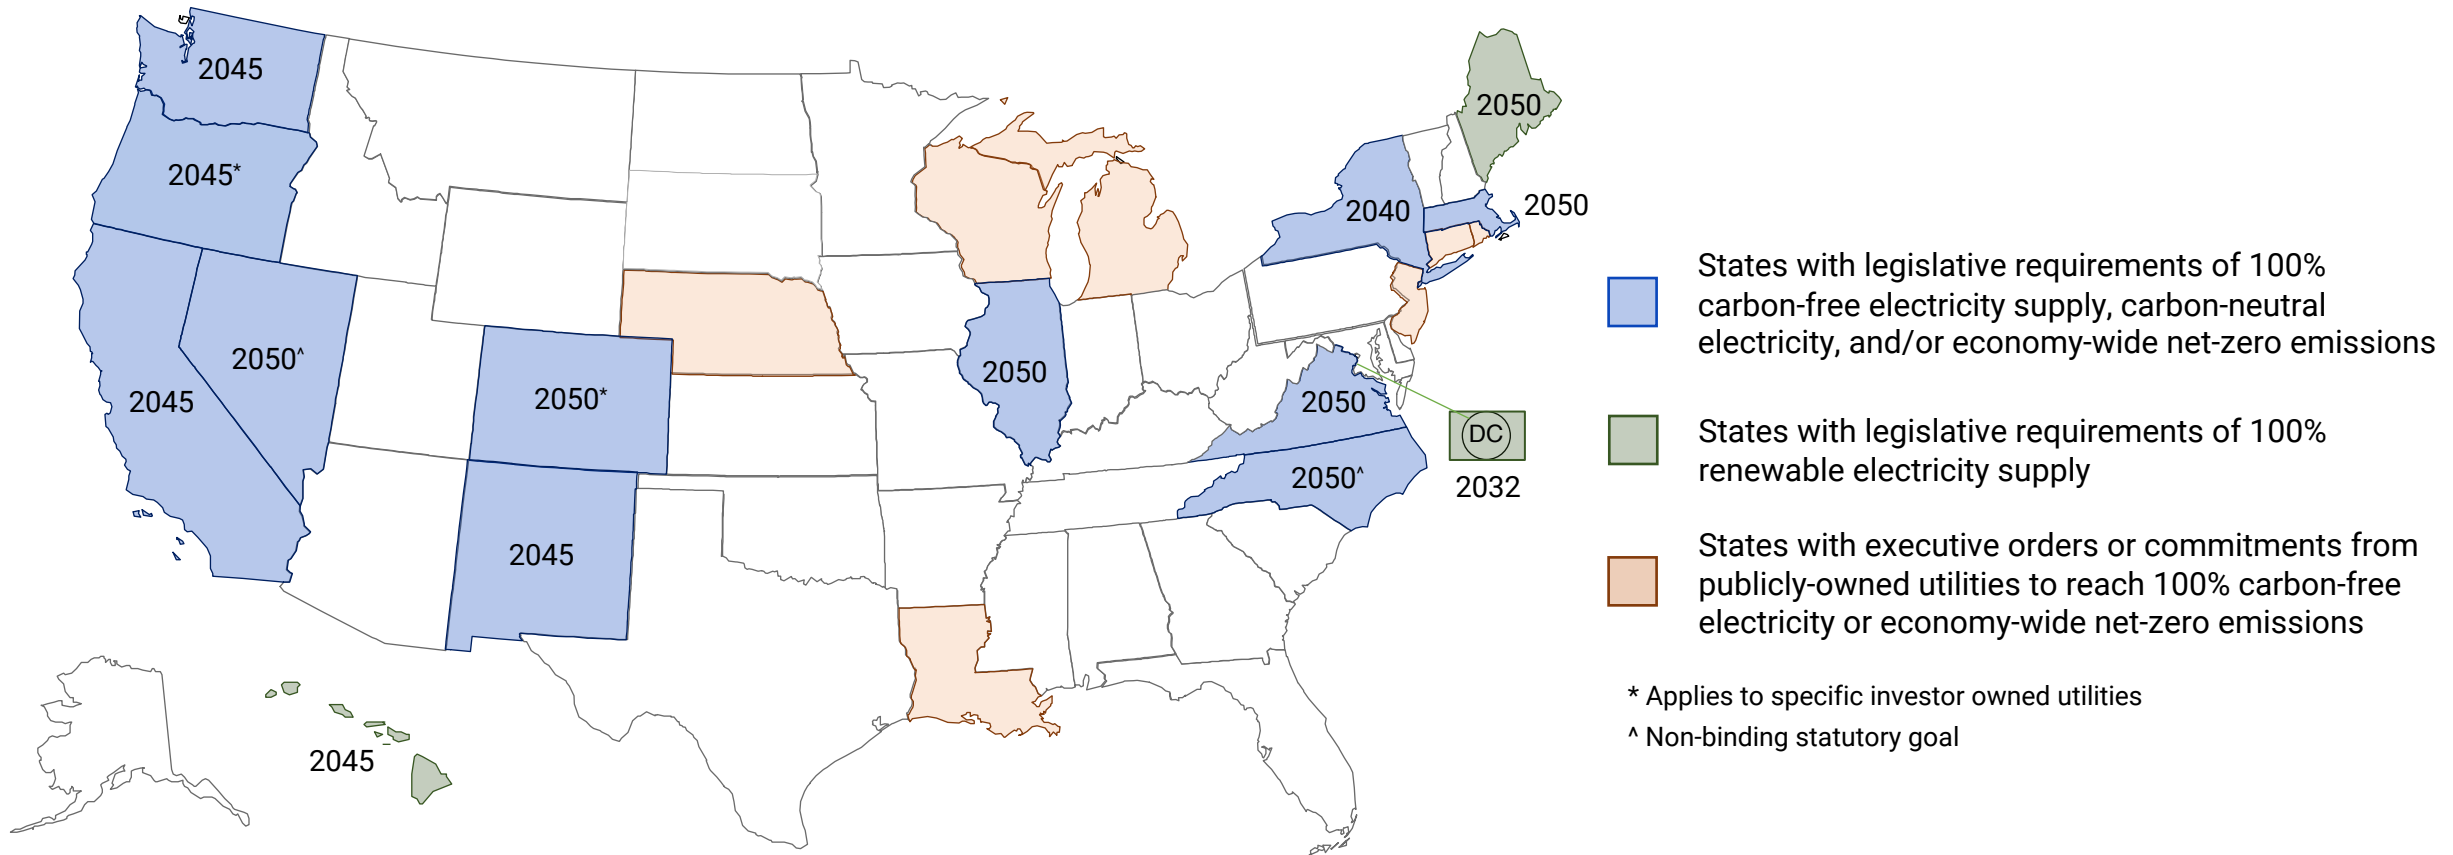 2045
2045*
2045
2050^
2050*
2045
2050
2040
2050
2050
2050
2050^
DC
2032
2045
States with legislative requirements of 100%
carbon-free electricity supply, carbon-neutral
electricity, and/or economy-wide net-zero emissions
States with legislative requirements of 100%
renewable electricity supply
States with executive orders or commitments from
publicly-owned utilities to reach 100% carbon-free
electricity or economy-wide net-zero emissions
* Applies to specific investor owned utilities
^ Non-binding statutory goal